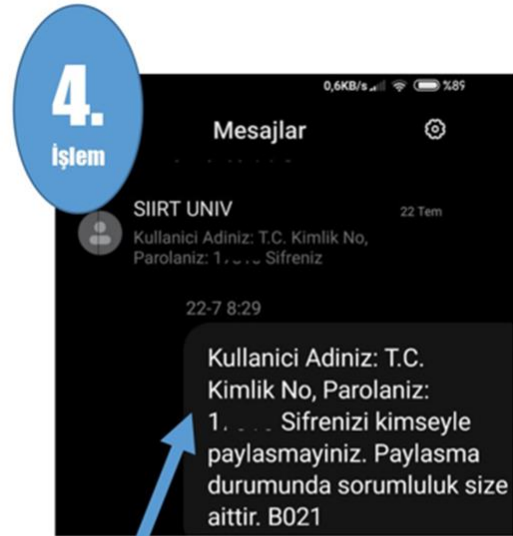 4.
İşlem
0,6KB/s %89
Mesajlar
SIIRT UNIV
22 Tem
Kullanici Adiniz: T.C. Kimlik No,
Parolaniz: 1 Sifreniz
22-7 8:29
Kullanici Adiniz: T.C.
Kimlik No, Parolaniz:
1. Sifrenizi kimseyle
paylasmayiniz. Paylasma
durumunda sorumluluk size
aittir. B021